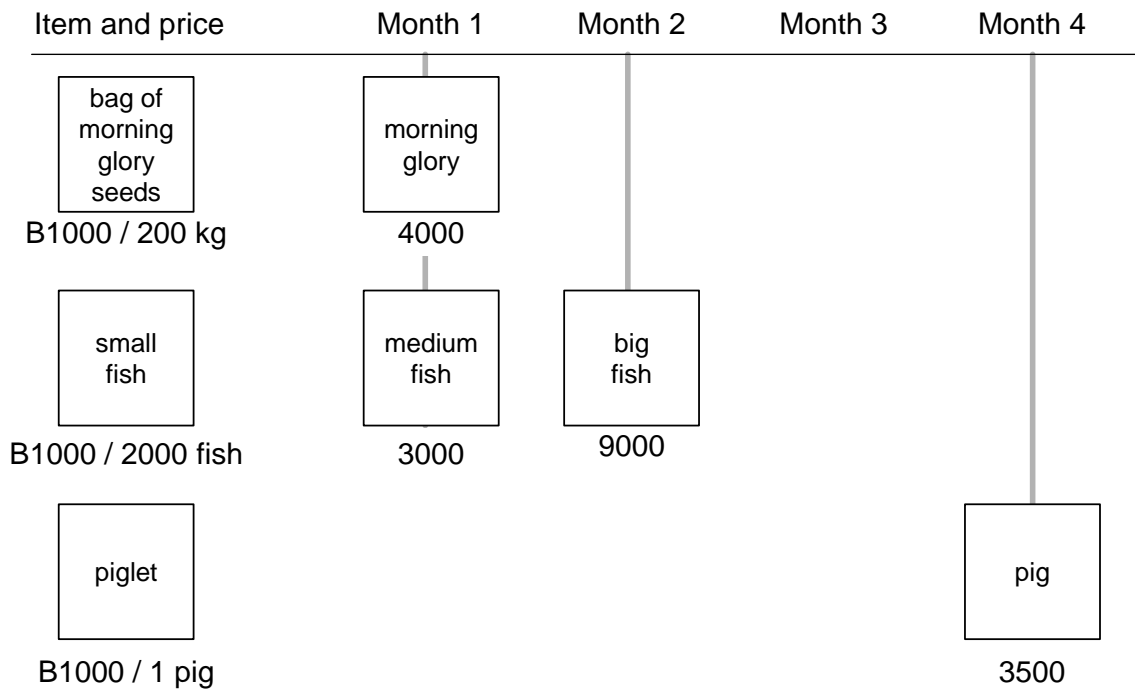 Item and price Month 1 Month 2 Month 3 Month 4
bag of
morning
glory
seeds
morning
glory
B1000 / 200 kg 4000
small
fish
medium
fish
big
fish
B1000 / 2000 fish 3000 9000
piglet pig
B1000 / 1 pig 3500